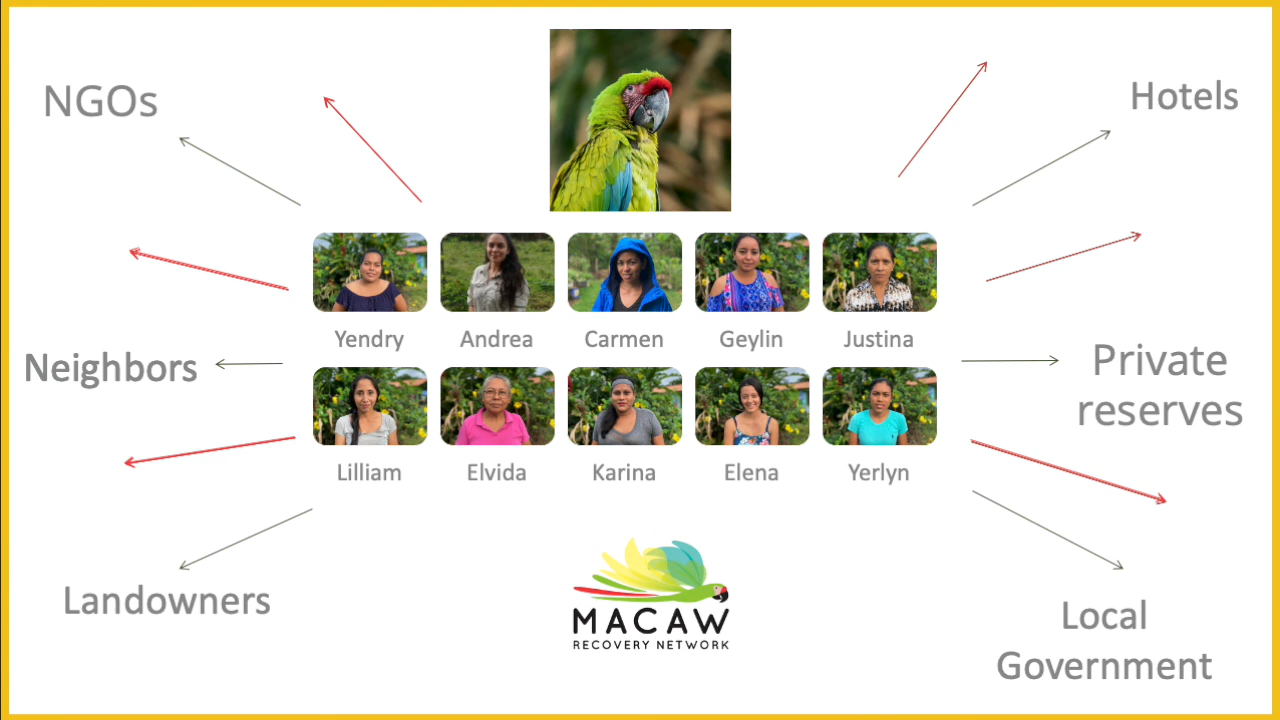 NGOs
Hotels
Yendry
Andrea
Carmen
Geylin
Justina
Neighbors
Private
reserves
Lilliam
Elvida
Karina
Elena
Yerlyn
Landowners
MACAW
RECOVERY NETWORK
Local
Government